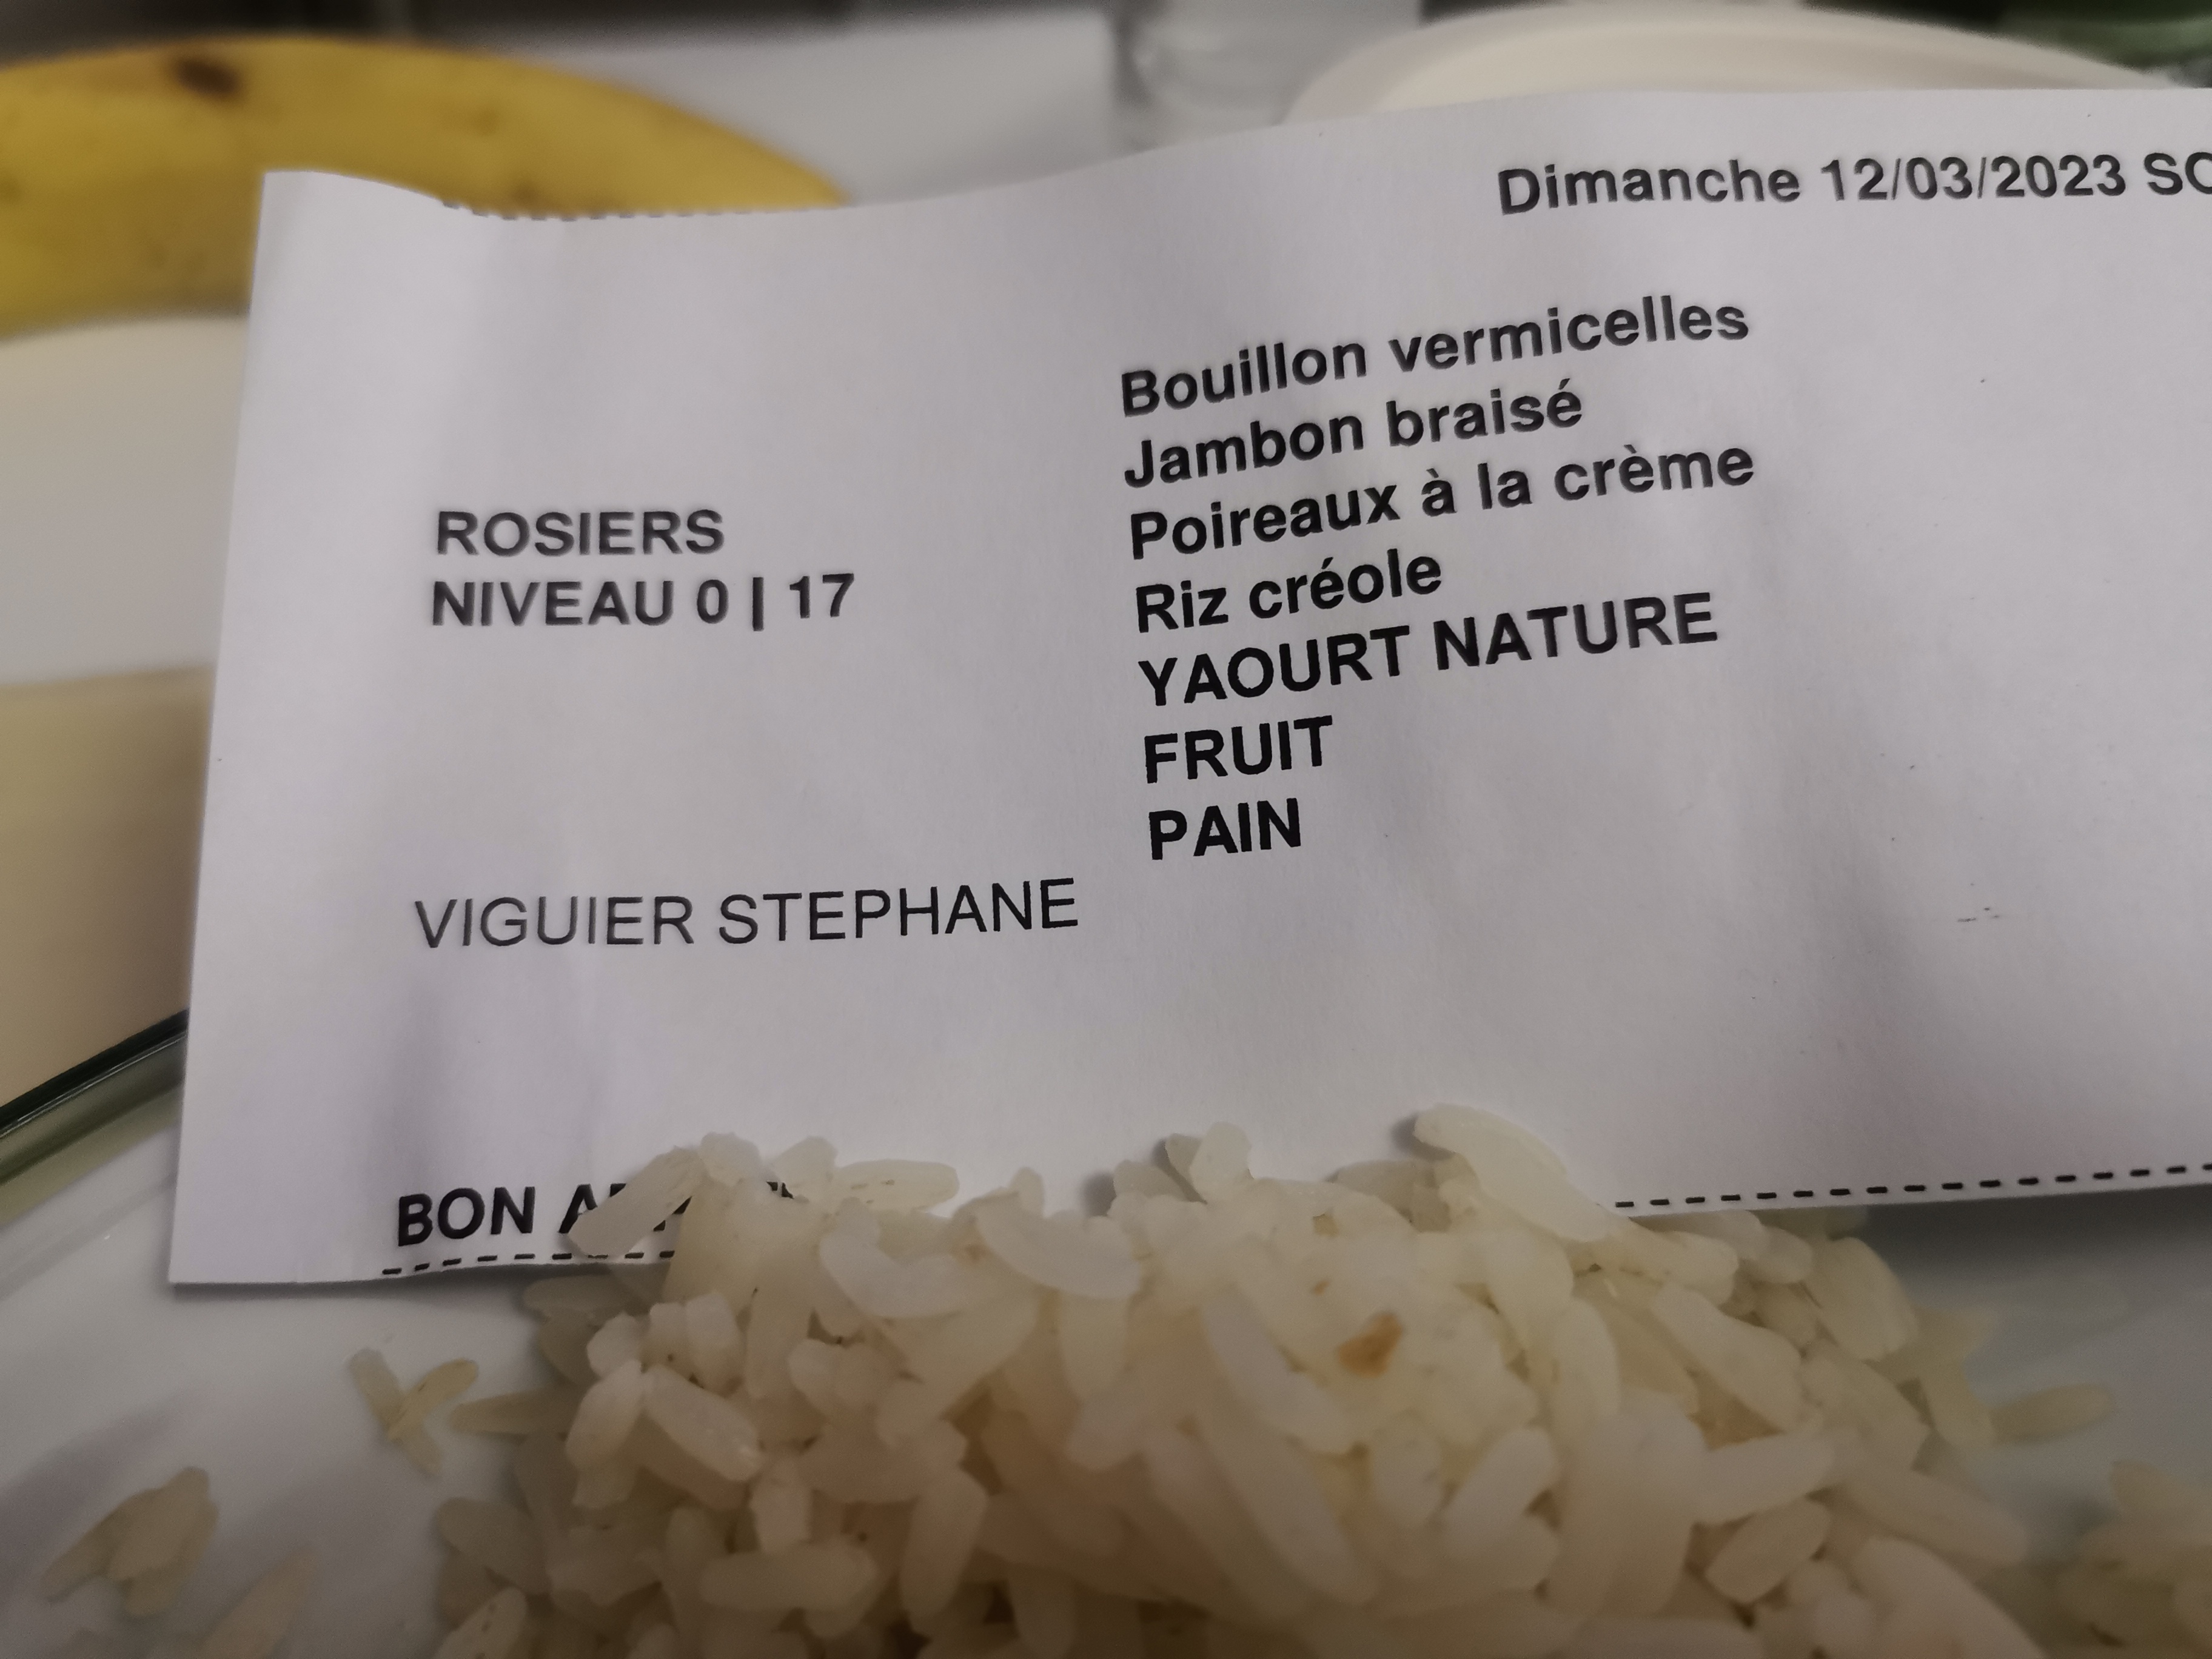 Dimanche 12/03/2023
Bouillon vermicelles
Jambon braisé
Poireaux à la crème
Riz créole
YAOURT NATURE
FRUIT
PAIN
ROSIERS
NIVEAU 0 | 17
VIGUIER STEPHANE
BON